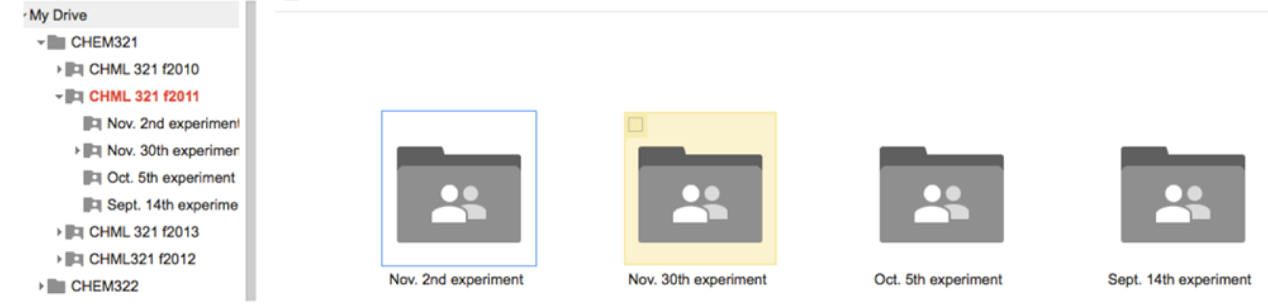 My Drive
CHEM321
CHML 321 f2010
CHML 321 f2011
Nov. 2nd experiment
Nov. 30th experimen
Oct. 5th experiment
Sept. 14th experime
CHML 321 f2013
CHML321 f2012
CHEM322
Nov. 2nd experiment
Nov. 30th experiment
Oct. 5th experiment
Sept. 14th experiment